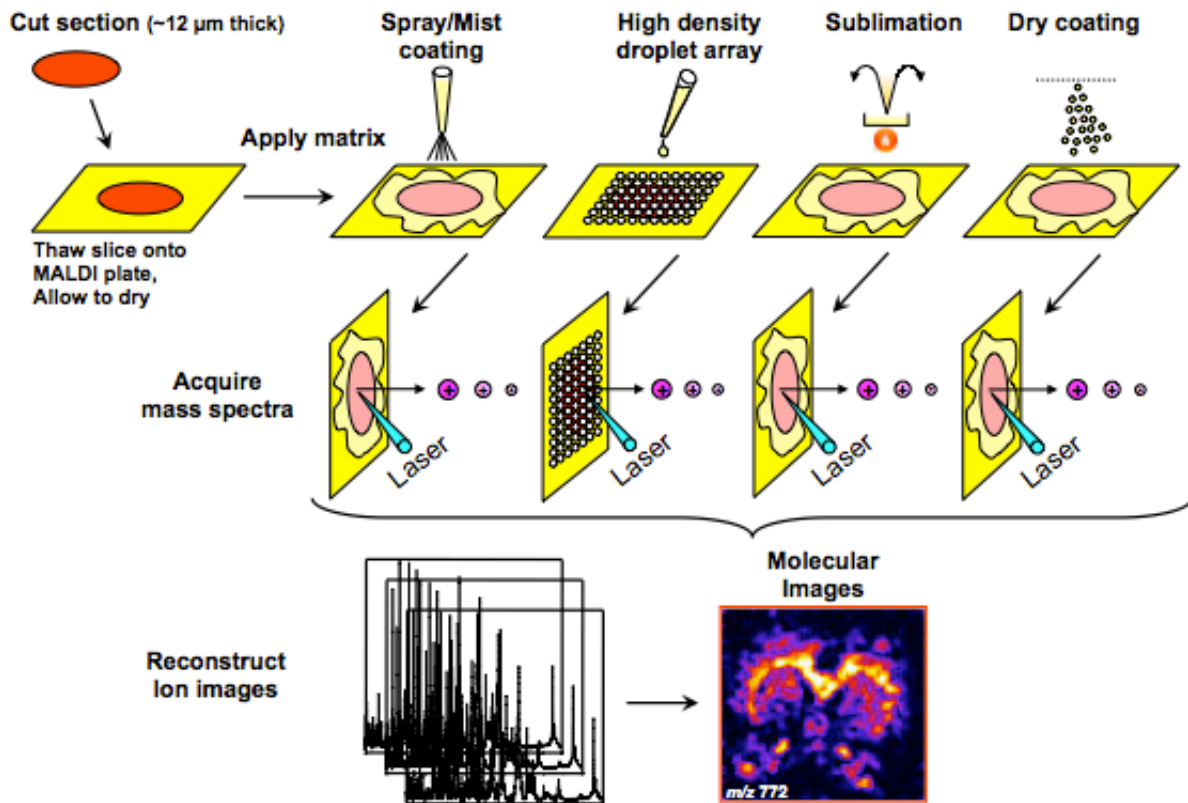 Cut section (~12 µm thick)
Spray/Mist
coating
High density
droplet array
Sublimation
Dry coating
Apply matrix
Thaw slice onto
MALDI plate,
Allow to dry
Acquire
mass spectra
Laser
Laser
Laser
Laser
Reconstruct
Ion images
Molecular
Images
m/z 772